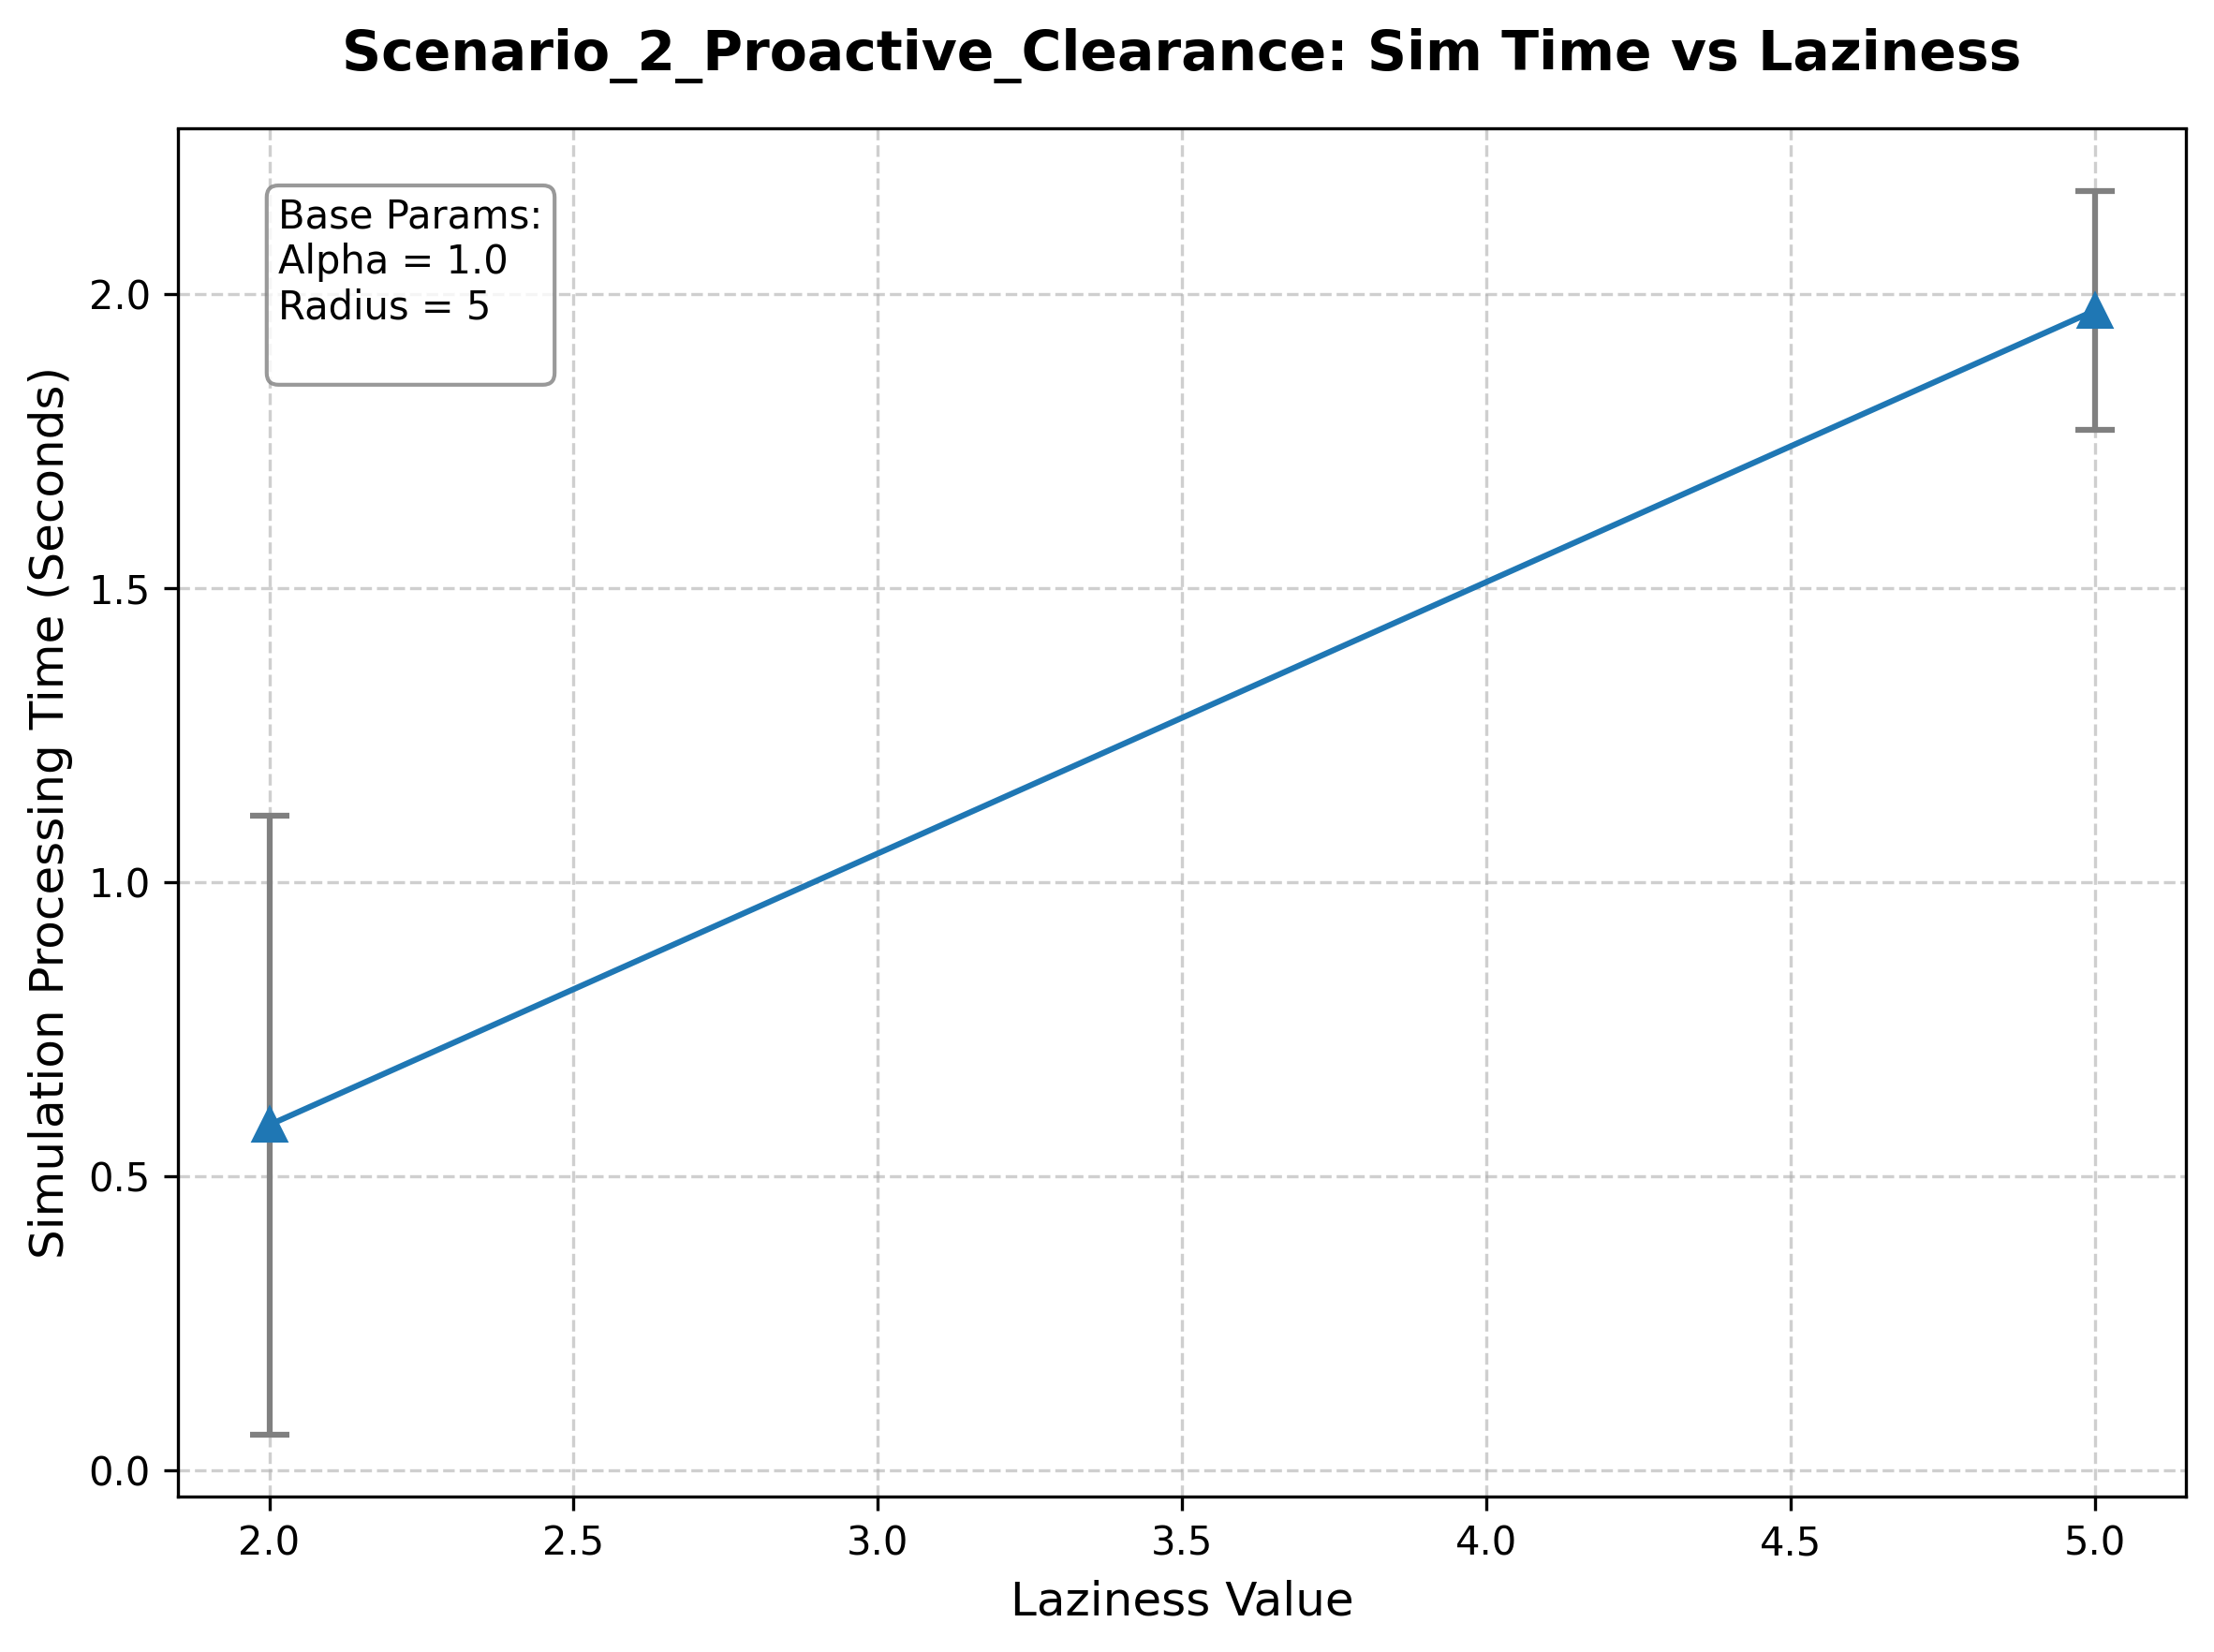 Scenario_2_Proactive_Clearance: Sim Time vs Laziness
Base Params:
Alpha = 1.0
Radius = 5
Simulation Processing Time (Seconds)
2.0
1.5
1.0
0.5
0.0
2.0 2.5 3.0 3.5 4.0 4.5 5.0
Laziness Value